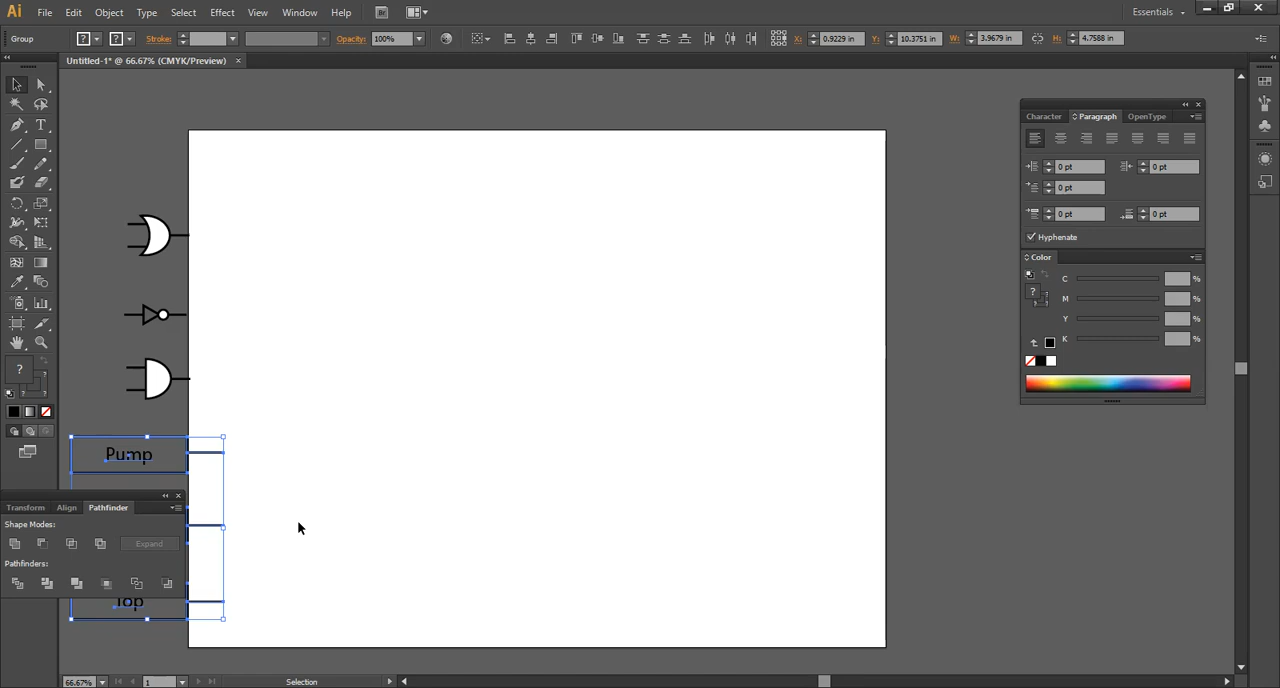 Ai File Edit Object Type Select Effect View Window Help Br Essentials
Group ? ? Stroke: Opacity: 100% X: 0.9229 in Y: 10.3751 in W: 3.9679 in H: 4.7588 in
Untitled-1* @ 66.67% (CMYK/Preview) ×
Character Paragraph OpenType
0 pt 0 pt
0 pt
0 pt 0 pt
Hyphenate
Color
? C %
M %
Y %
K %
?
Pump
Transform Align Pathfinder
Shape Modes:
Expand
Pathfinders:
Top
66.67% 1 Selection